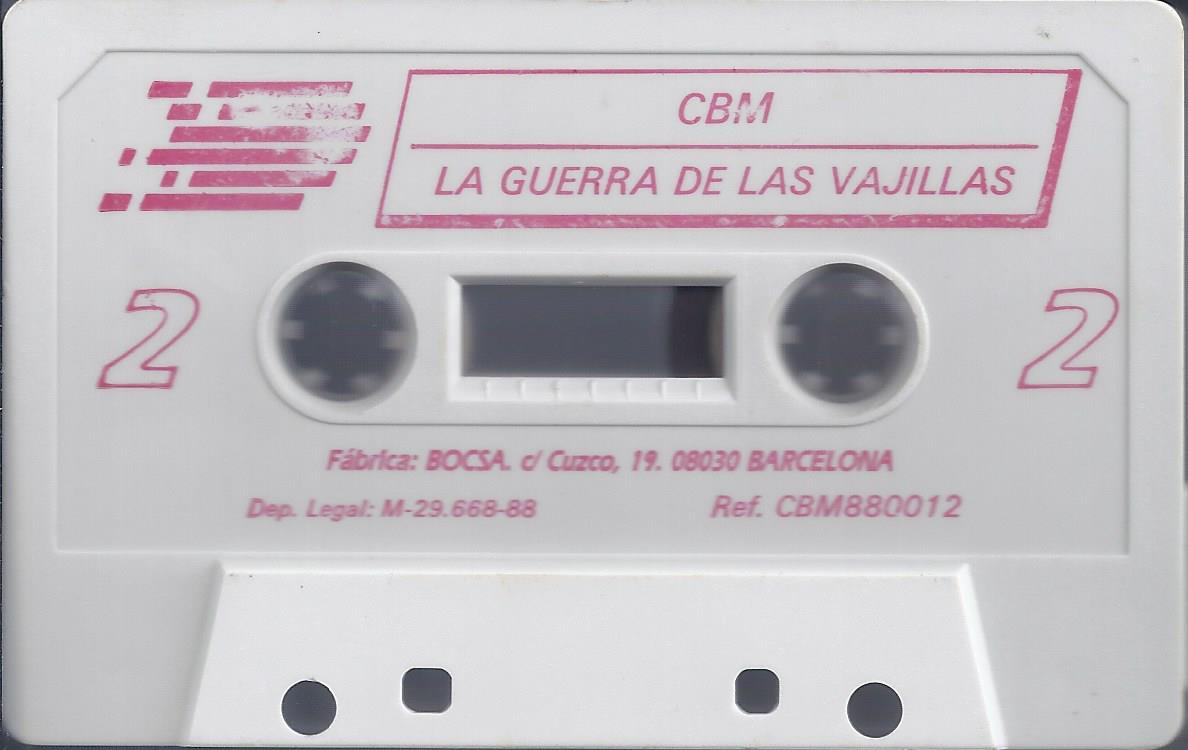 CBM
LA GUERRA DE LAS VAJILLAS
2 2
Fábrica: BOCSA. c/ Cuzco, 19. 08030 BARCELONA
Dep. Legal: M-29.668-88 Ref. CBM880012